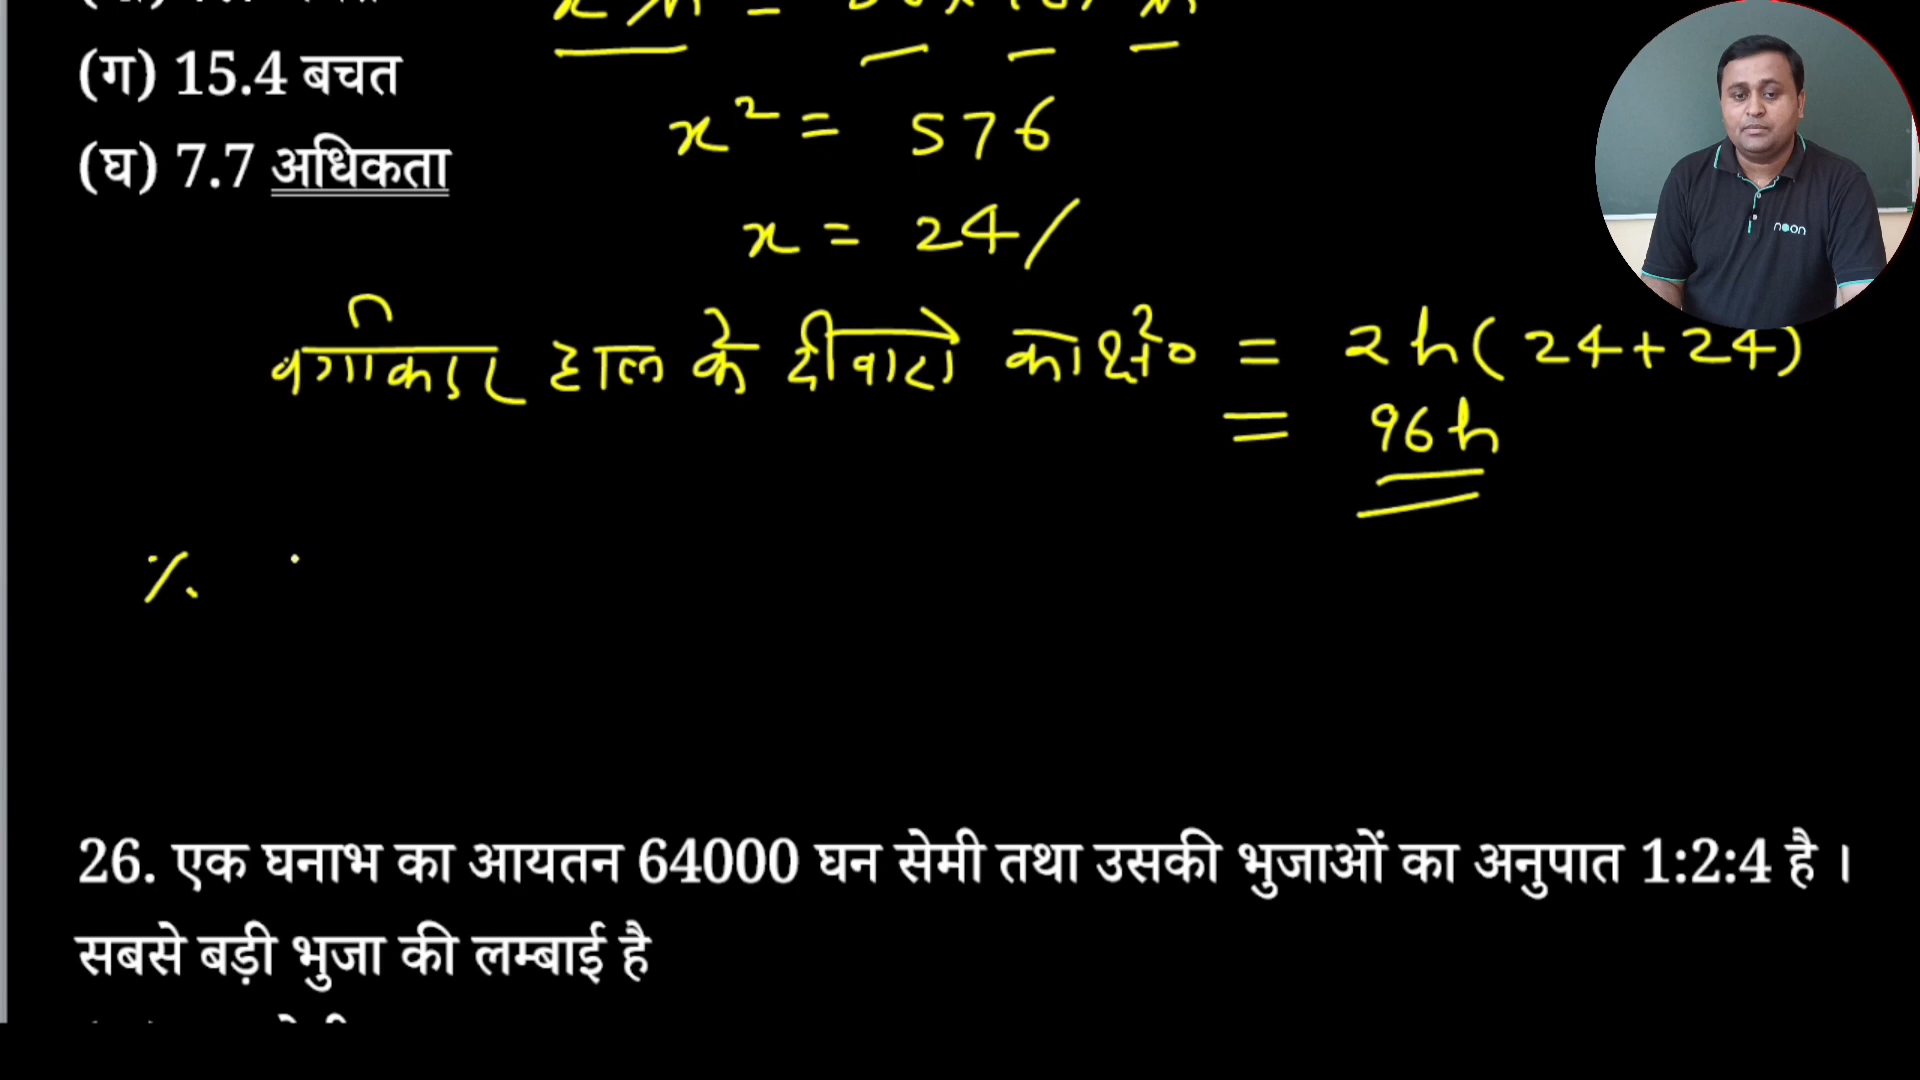 (ग) 15.4 बचत
(घ) 7.7 अधिकता
x² = 576
x = 24/
वर्गाकार हाल के दीवारों का क्षे० = 2h(24+24)
= 96h
%
noon
26. एक घनाभ का आयतन 64000 घन सेमी तथा उसकी भुजाओं का अनुपात 1:2:4 है ।
सबसे बड़ी भुजा की लम्बाई है